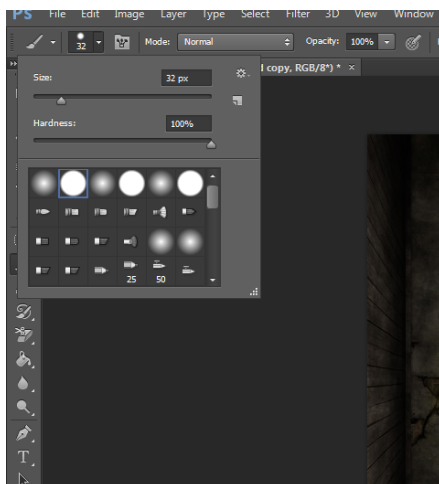 Ps File Edit Image Layer Type Select Filter 3D View Window
32 Mode: Normal Opacity: 100%
copy, RGB/8*) * ×
Size: 32 px
Hardness: 100%
25 50
T